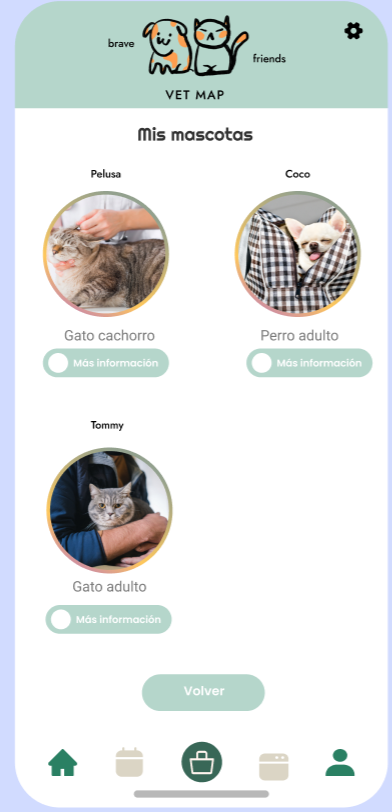 brave
friends
VET MAP
Mis mascotas
Pelusa
Coco
Gato cachorro
Perro adulto
Más información
Más información
Tommy
Gato adulto
Más información
Volver